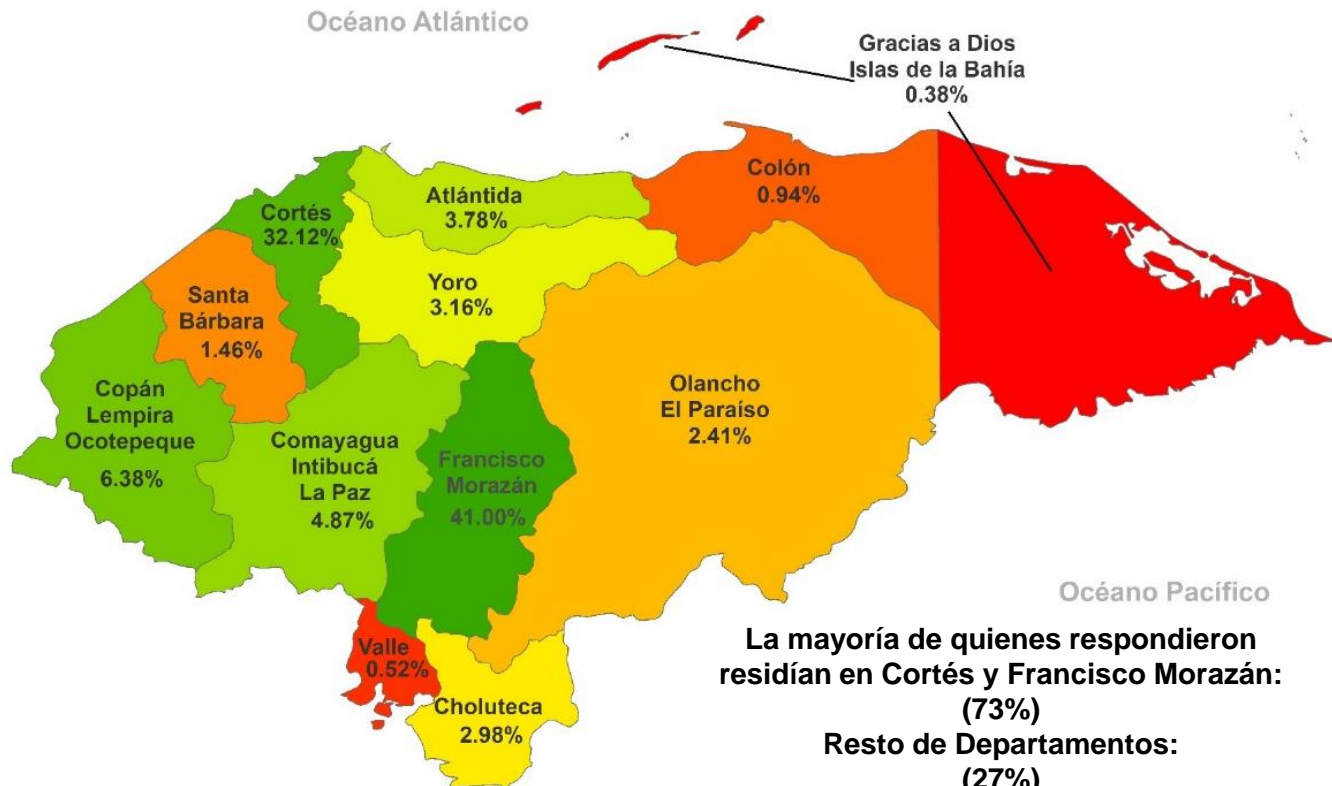 Océano Atlántico
Gracias a Dios
Islas de la Bahía
0.38%
Colón
0.94%
Atlántida
3.78%
Cortés
32.12%
Yoro
3.16%
Santa
Bárbara
1.46%
Copán
Lempira
Ocotepeque
6.38%
Olancho
El Paraíso
2.41%
Comayagua
Intibucá
La Paz
4.87%
Francisco
Morazán
41.00%
Océano Pacífico
Valle
0.52%
Choluteca
2.98%
La mayoría de quienes respondieron
residían en Cortés y Francisco Morazán:
(73%)
Resto de Departamentos:
(27%)